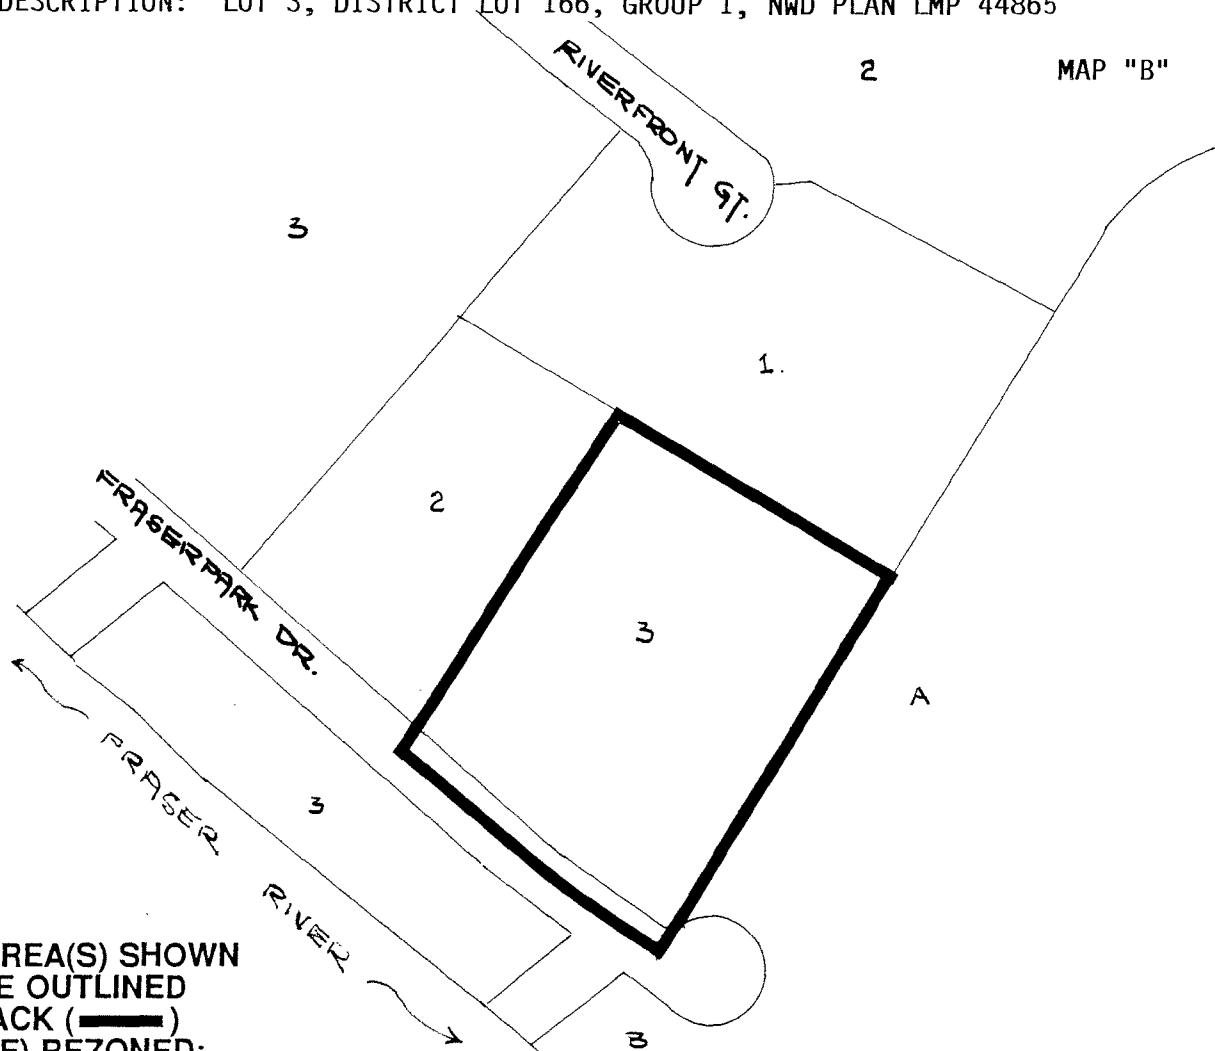 DESCRIPTION: LOT 3, DISTRICT LOT 166, GROUP 1, NWD PLAN LMP 44865
2
MAP "B"
RIVERFRONT GT.
3
1.
2
FRASERPARK DR.
3
A
3
FRASER RIVER
B
REA(S) SHOWN
E OUTLINED
ACK ( )
E) REZONED: